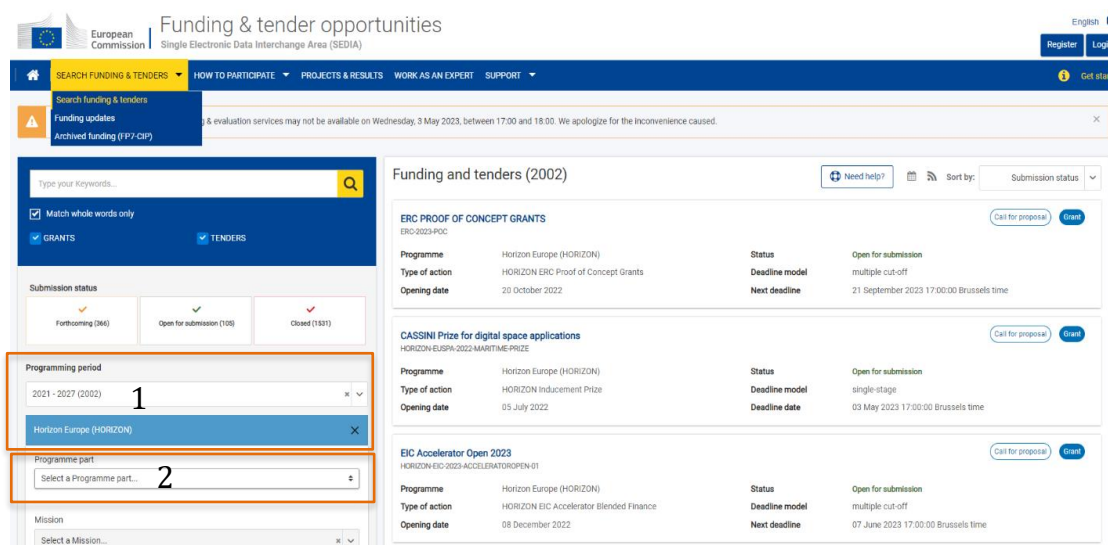 European
Commission
Funding & tender opportunities
Single Electronic Data Interchange Area (SEDIA)
English
Register
SEARCH FUNDING & TENDERS
HOW TO PARTICIPATE
PROJECTS & RESULTS
WORK AS AN EXPERT
SUPPORT
Search funding & tenders
Funding updates
Archived funding (FP7-CIP)
& evaluation services may not be available on Wednesday, 3 May 2023, between 17:00 and 18:00. We apologize for the inconvenience caused.
Type your Keywords...
Match whole words only
GRANTS
TENDERS
Submission status
Forthcoming (366)
Open for submission (105)
Closed (1531)
Programming period
2021 - 2027 (2002)
1
Horizon Europe (HORIZON)
Programme part
Select a Programme part...
2
Mission
Select a Mission...
Funding and tenders (2002)
Need help?
Sort by:
Submission status
ERC PROOF OF CONCEPT GRANTS
Call for proposal
Grant
ERC-2023-POC
Programme Horizon Europe (HORIZON) Status Open for submission
Type of action HORIZON ERC Proof of Concept Grants Deadline model multiple cut-off
Opening date 20 October 2022 Next deadline 21 September 2023 17:00:00 Brussels time
CASSINI Prize for digital space applications
Call for proposal
Grant
HORIZON-EUSPA-2022-MARITIME-PRIZE
Programme Horizon Europe (HORIZON) Status Open for submission
Type of action HORIZON Inducement Prize Deadline model single-stage
Opening date 05 July 2022 Deadline date 03 May 2023 17:00:00 Brussels time
EIC Accelerator Open 2023
Call for proposal
Grant
HORIZON-EIC-2023-ACCELERATOROPEN-01
Programme Horizon Europe (HORIZON) Status Open for submission
Type of action HORIZON EIC Accelerator Blended Finance Deadline model multiple cut-off
Opening date 08 December 2022 Next deadline 07 June 2023 17:00:00 Brussels time